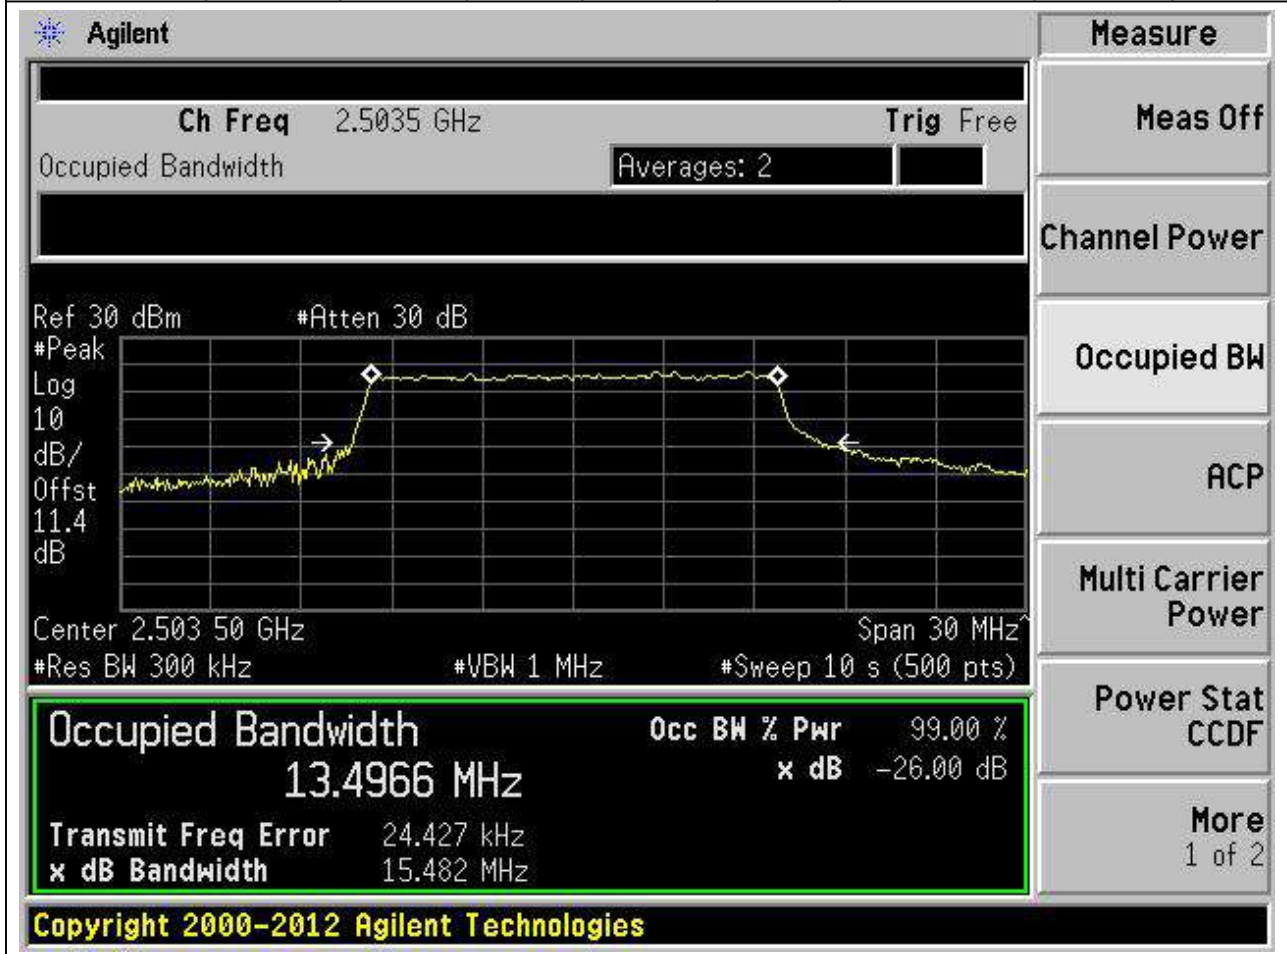 Agilent
Measure
Ch Freq 2.5035 GHz Trig Free
Meas Off
Occupied Bandwidth Averages: 2
Channel Power
Ref 30 dBm #Atten 30 dB
#Peak
Log
10
dB/
Offst
11.4
dB
Occupied BW
ACP
Center 2.503 50 GHz Span 30 MHz^
#Res BW 300 kHz #VBW 1 MHz #Sweep 10 s (500 pts)
Multi Carrier
Power
Occupied Bandwidth Occ BW % Pwr 99.00 %
13.4966 MHz x dB -26.00 dB
Power Stat
CCDF
Transmit Freq Error 24.427 kHz
x dB Bandwidth 15.482 MHz
More
1 of 2
Copyright 2000-2012 Agilent Technologies